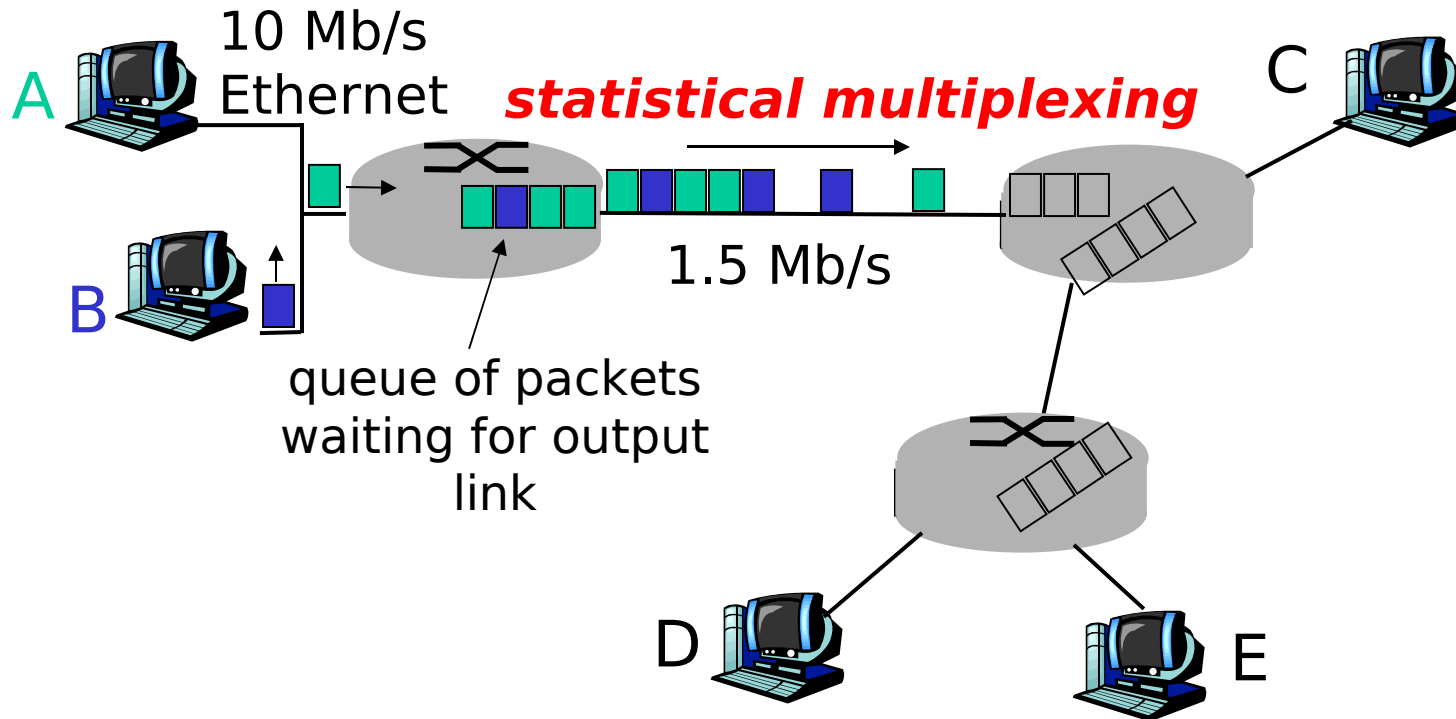 10 Mb/s
Ethernet
A
statistical multiplexing
C
B
1.5 Mb/s
queue of packets
waiting for output
link
D
E